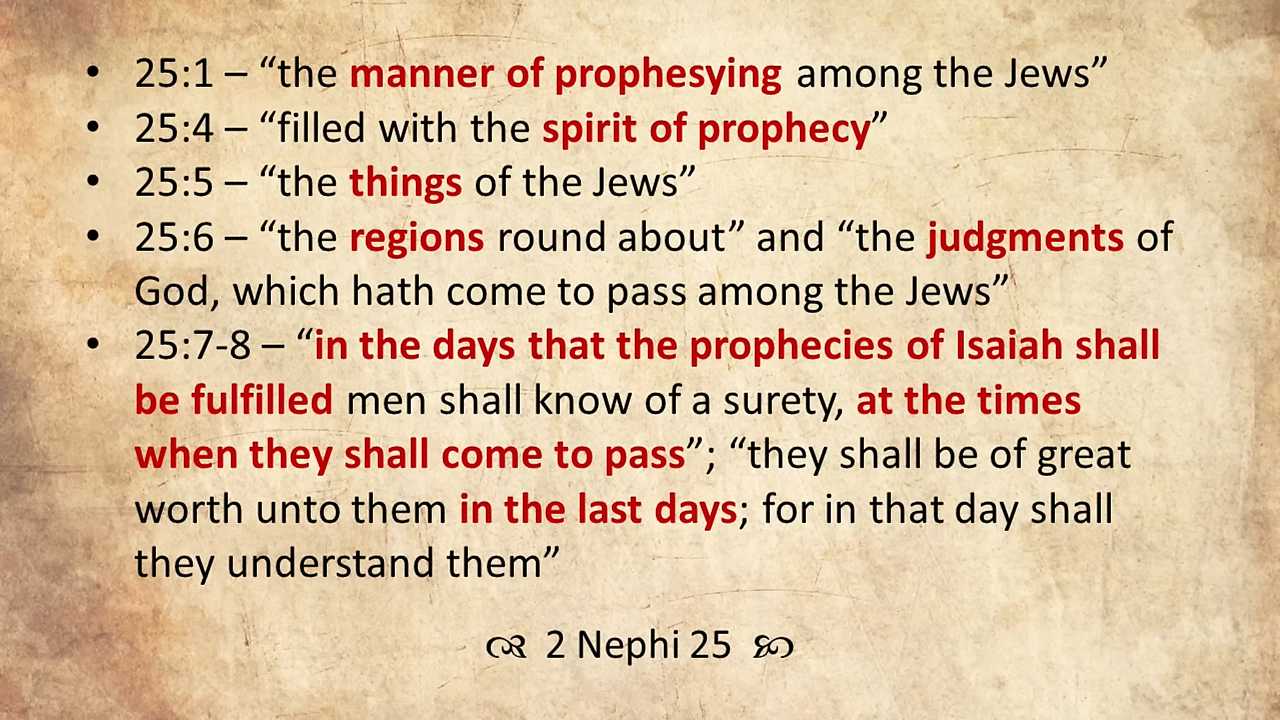 • 25:1 – “the manner of prophesying among the Jews”
• 25:4 – “filled with the spirit of prophecy”
• 25:5 – “the things of the Jews”
• 25:6 – “the regions round about” and “the judgments of
God, which hath come to pass among the Jews”
• 25:7-8 – “in the days that the prophecies of Isaiah shall
be fulfilled men shall know of a surety, at the times
when they shall come to pass”; “they shall be of great
worth unto them in the last days; for in that day shall
they understand them”
2 Nephi 25